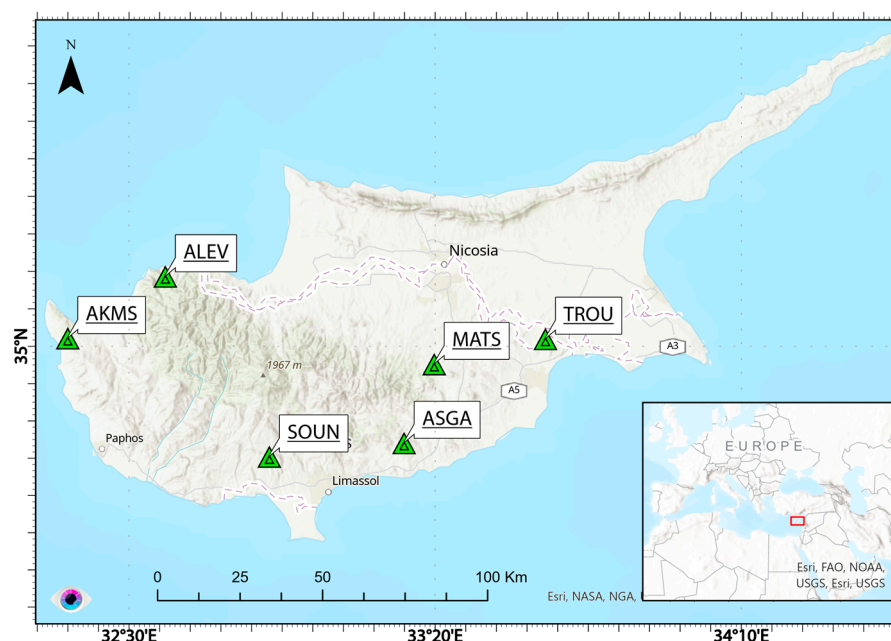 N
ALEV
Nicosia
AKMS
TROU
MATS
35°N
A3
1967 m
A5
ASGA
SOUN
S
Paphos
Limassol
EUROPE
0 25 50 100 Km
Esri, NASA, NGA,
Esri, FAO, NOAA,
USGS, Esri, USGS
32°30'E 33°20'E 34°10'E